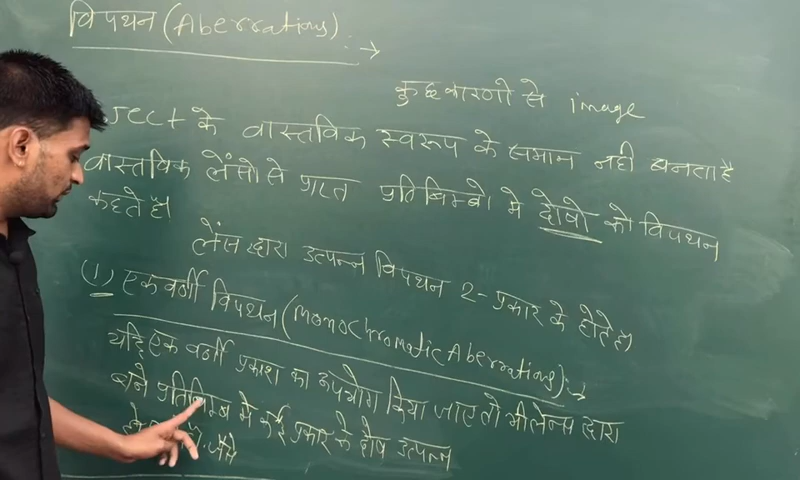 विपथन (Aberrations) : →
कुछ कारणों से image
ject के वास्तविक स्वरूप के समान नही बनता है
वास्तविक लेंसो से प्राप्त प्रतिबिम्बो में दोषो को विपथन
कहते है।
लेंस द्वारा उत्पन्न विपथन 2-प्रकार के होते है।
(1) एकवर्णी विपथन (Monochromatic Aberrations) :→
यदि एक वर्णी प्रकाश का उपयोग किया जाए तो भी लेन्स द्वारा
बने प्रतिबिम्ब मे कई प्रकार के दोष उत्पन्न
जैसे